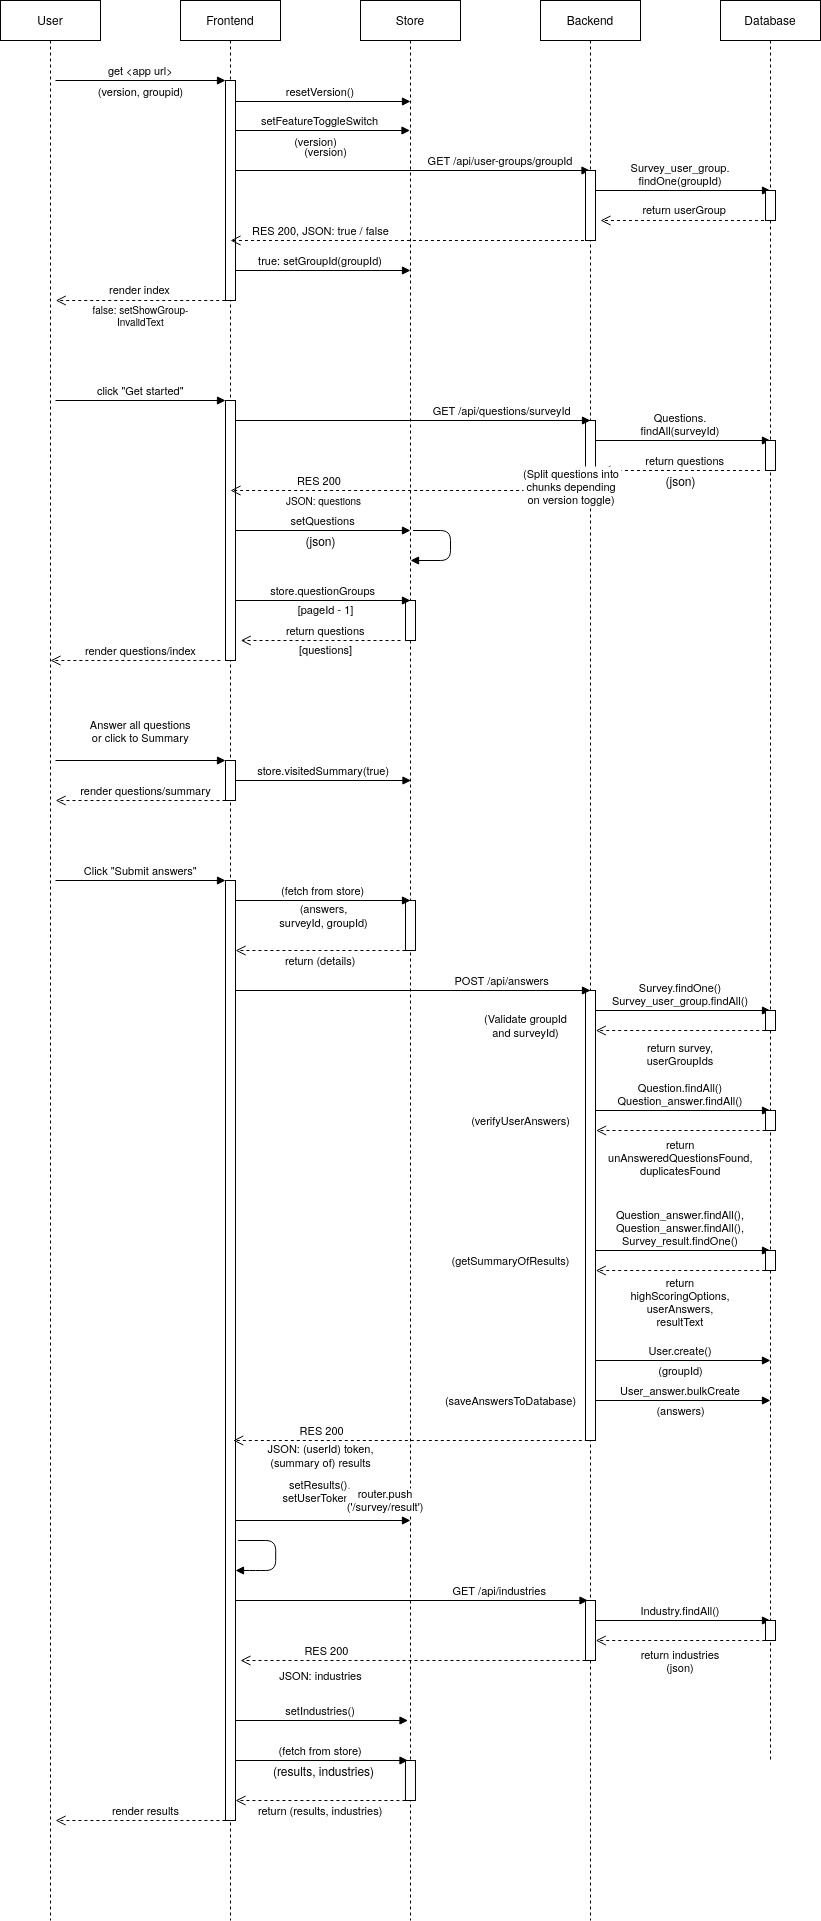 User
Frontend
Store
Backend
Database
get <app url>
(version, groupid)
resetVersion()
setFeatureToggleSwitch
(version)
(version)
GET /api/user-groups/groupId
Survey_user_group.
findOne(groupId)
return userGroup
RES 200, JSON: true / false
true: setGroupId(groupId)
render index
false: setShowGroup-
InvalidText
click "Get started"
GET /api/questions/surveyId
Questions.
findAll(surveyId)
return questions
(json)
(Split questions into
chunks depending
on version toggle)
RES 200
JSON: questions
setQuestions
(json)
store.questionGroups
[pageId - 1]
return questions
[questions]
render questions/index
Answer all questions
or click to Summary
store.visitedSummary(true)
render questions/summary
Click "Submit answers"
(fetch from store)
(answers,
surveyId, groupId)
return (details)
POST /api/answers
Survey.findOne()
Survey_user_group.findAll()
(Validate groupId
and surveyId)
return survey,
userGroupIds
Question.findAll()
Question_answer.findAll()
(verifyUserAnswers)
return
unAnsweredQuestionsFound,
duplicatesFound
Question_answer.findAll(),
Question_answer.findAll(),
Survey_result.findOne()
(getSummaryOfResults)
return
highScoringOptions,
userAnswers,
resultText
User.create()
(groupId)
User_answer.bulkCreate
(saveAnswersToDatabase)
(answers)
RES 200
JSON: (userId) token,
(summary of) results
setResults()
setUserToken
router.push
('/survey/result')
GET /api/industries
Industry.findAll()
RES 200
return industries
(json)
JSON: industries
setIndustries()
(fetch from store)
(results, industries)
render results
return (results, industries)